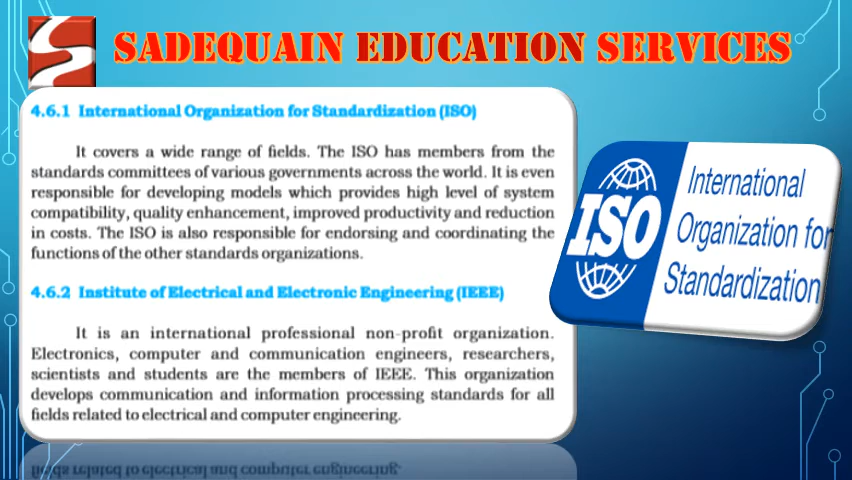 SADEQUAIN EDUCATION SERVICES
4.6.1 International Organization for Standardization (ISO)
It covers a wide range of fields. The ISO has members from the
standards committees of various governments across the world. It is even
responsible for developing models which provides high level of system
compatibility, quality enhancement, improved productivity and reduction
in costs. The ISO is also responsible for endorsing and coordinating the
functions of the other standards organizations.
4.6.2 Institute of Electrical and Electronic Engineering (IEEE)
It is an international professional non-profit organization.
Electronics, computer and communication engineers, researchers,
scientists and students are the members of IEEE. This organization
develops communication and information processing standards for all
fields related to electrical and computer engineering.
ISO
International
Organization for
Standardization